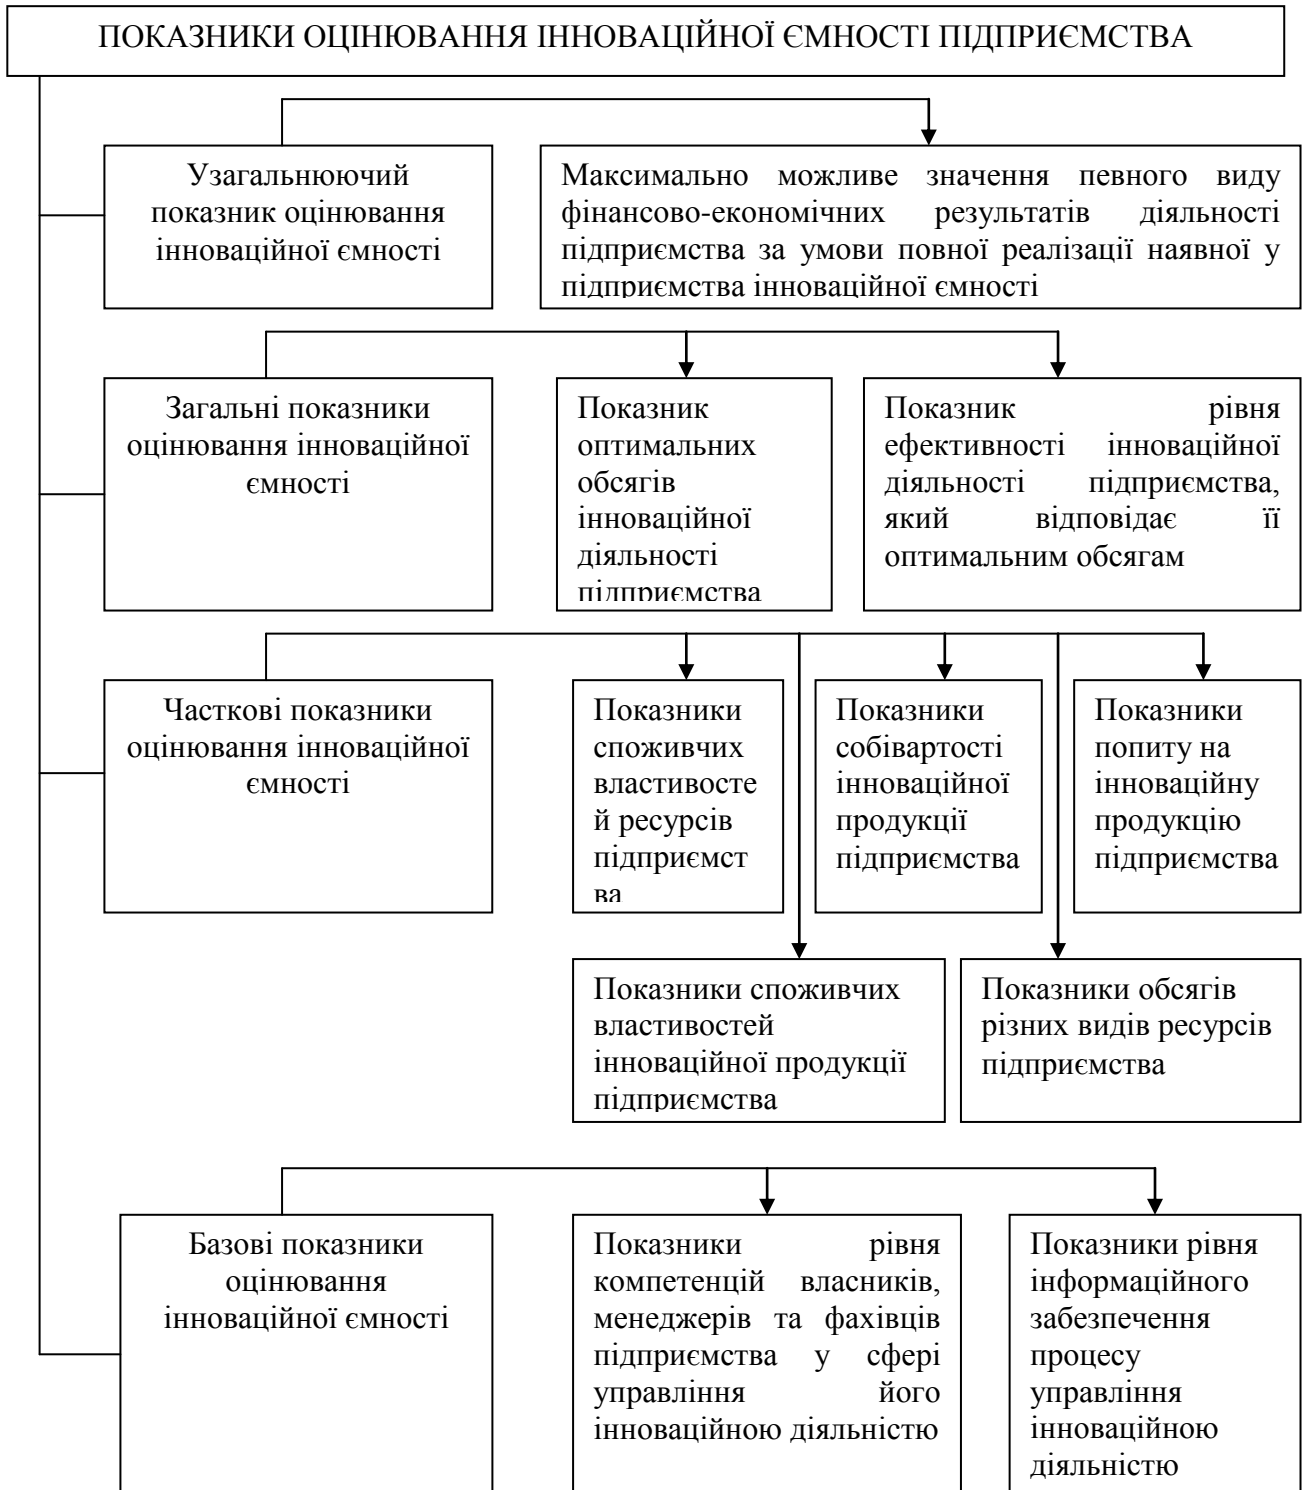 ПОКАЗНИКИ ОЦІНЮВАННЯ ІННОВАЦІЙНОЇ ЄМНОСТІ ПІДПРИЄМСТВА
Узагальнюючий
показник оцінювання
інноваційної ємності
Максимально можливе значення певного виду
фінансово-економічних результатів діяльності
підприємства за умови повної реалізації наявної у
підприємства інноваційної ємності
Загальні показники
оцінювання інноваційної
ємності
Показник
оптимальних
обсягів
інноваційної
діяльності
підприємства
Показник рівня
ефективності інноваційної
діяльності підприємства,
який відповідає її
оптимальним обсягам
Часткові показники
оцінювання інноваційної
ємності
Показники
споживчих
властивосте
й ресурсів
підприємст
ва
Показники
собівартості
інноваційної
продукції
підприємства
Показники
попиту на
інноваційну
продукцію
підприємства
Показники споживчих
властивостей
інноваційної продукції
підприємства
Показники обсягів
різних видів ресурсів
підприємства
Базові показники
оцінювання
інноваційної ємності
Показники рівня
компетенцій власників,
менеджерів та фахівців
підприємства у сфері
управління його
інноваційною діяльністю
Показники рівня
інформаційного
забезпечення
процесу
управління
інноваційною
діяльністю